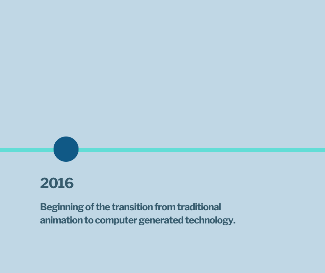 2016
Beginning of the transition from traditional
animation to computer generated technology.